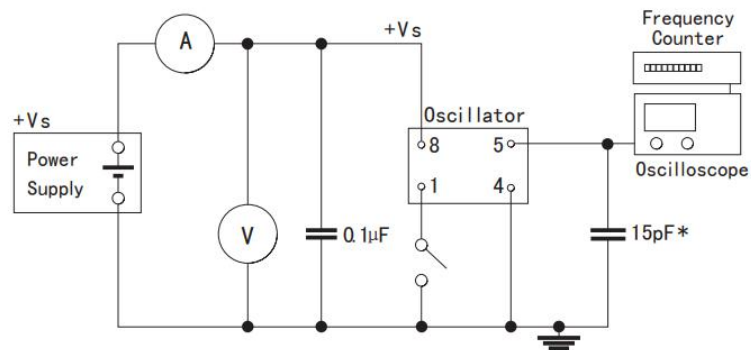 Frequency
Counter
A
+Vs
Oscillator
+Vs
8 5
Power
Supply
1 4
Oscilloscope
V
0.1μF
15pF*